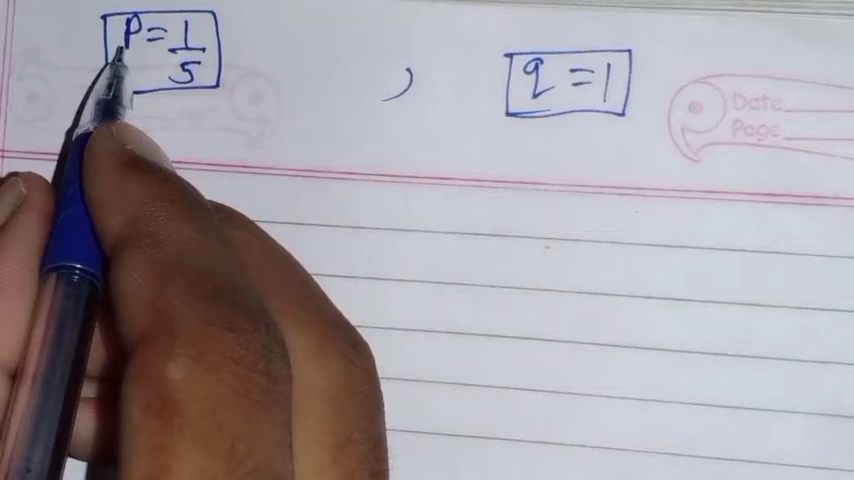 P = 1/5 , q = 1
Date
Page